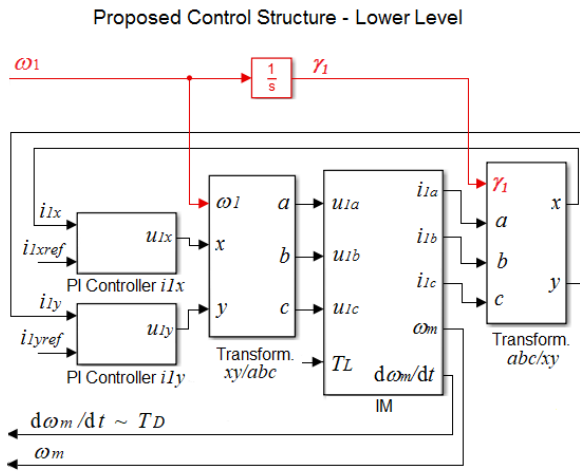 Proposed Control Structure - Lower Level
ω1
1
s
γ1
i1x
i1xref
u1x
PI Controller i1x
i1y
i1yref
u1y
PI Controller i1y
ω1
x
y
a
b
c
Transform.
xy/abc
u1a
u1b
u1c
TL
i1a
i1b
i1c
ωm
dωm/dt
IM
γ1
a
b
c
x
y
Transform.
abc/xy
dωm/dt ~ TD
ωm